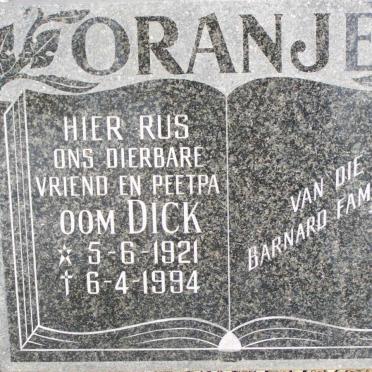 ORANJE
HIER RUS
ONS DIERBARE
VRIEND EN PEETPA
OOM DICK
5-6-1921
† 6-4-1994
VAN DIE
BARNARD FAM